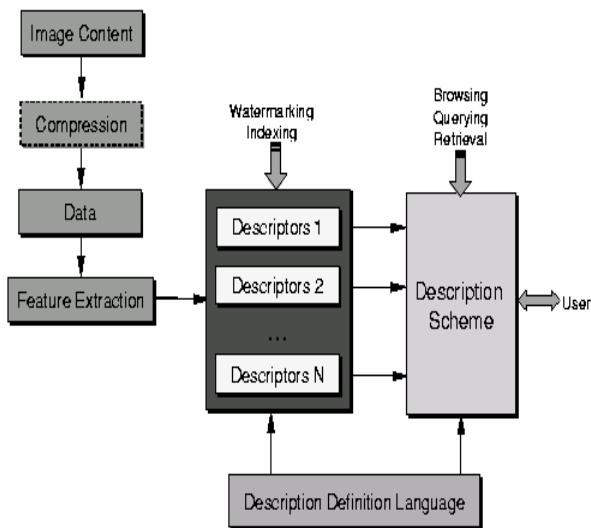 Image Content
Compression
Data
Feature Extraction
Watermarking
Indexing
Descriptors 1
Descriptors 2
...
Descriptors N
Browsing
Querying
Retrieval
Description
Scheme
User
Description Definition Language